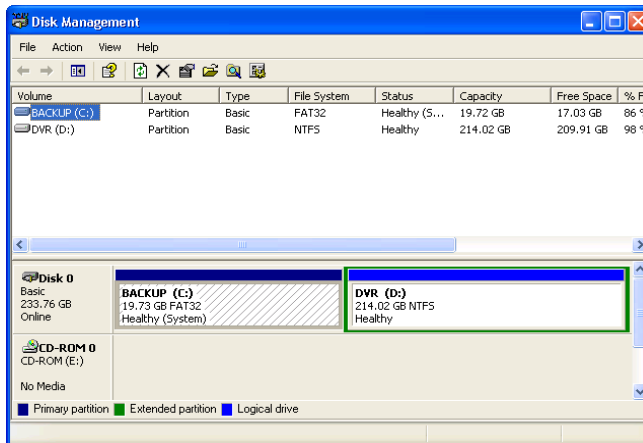 Disk Management
File Action View Help
Volume Layout Type File System Status Capacity Free Space % F
BACKUP (C:) Partition Basic FAT32 Healthy (S... 19.72 GB 17.03 GB 86 %
DVR (D:) Partition Basic NTFS Healthy 214.02 GB 209.91 GB 98 %
Disk 0
Basic
233.76 GB
Online
BACKUP (C:)
19.73 GB FAT32
Healthy (System)
DVR (D:)
214.02 GB NTFS
Healthy
CD-ROM 0
CD-ROM (E:)
No Media
Primary partition Extended partition Logical drive